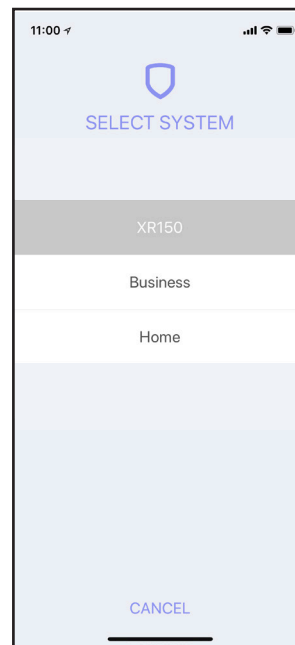 11:00
SELECT SYSTEM
XR150
Business
Home
CANCEL